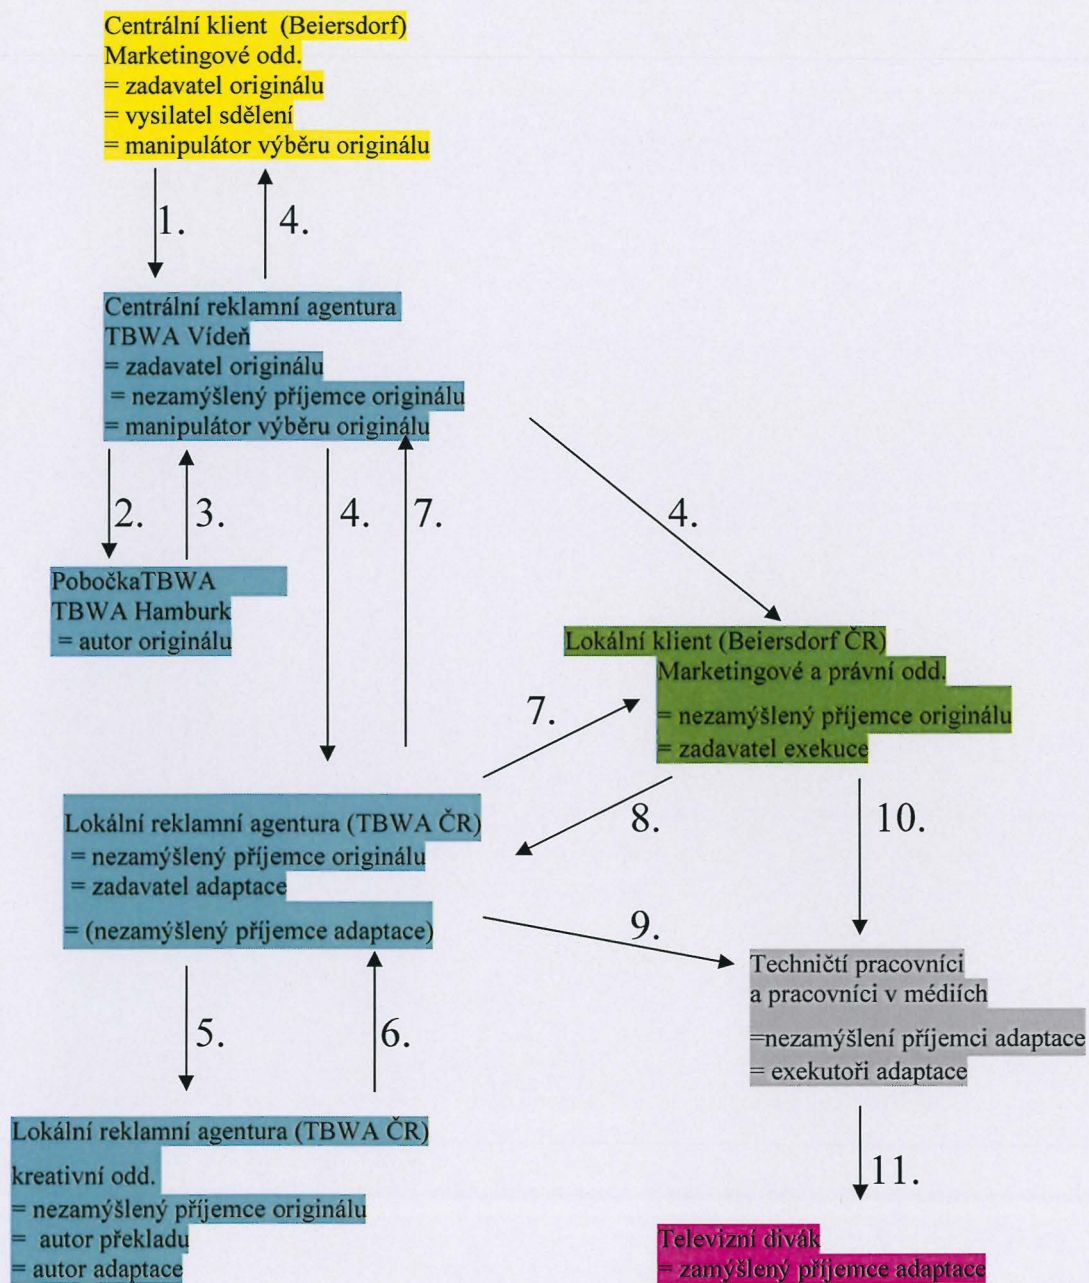 Centrální klient (Beiersdorf)
Marketingové odd.
= zadavatel originálu
= vysilatel sdělení
= manipulátor výběru originálu
1.
4.
Centrální reklamní agentura
TBWA Vídeň
= zadavatel originálu
= nezamýšlený příjemce originálu
= manipulátor výběru originálu
2.
3.
4.
7.
4.
PobočkaTBWA
TBWA Hamburk
= autor originálu
Lokální klient (Beiersdorf ČR)
Marketingové a právní odd.
= nezamýšlený příjemce originálu
= zadavatel exekuce
7.
8.
10.
Lokální reklamní agentura (TBWA ČR)
= nezamýšlený příjemce originálu
= zadavatel adaptace
= (nezamýšlený příjemce adaptace)
9.
Techničtí pracovníci
a pracovníci v médiích
=nezamýšlení příjemci adaptace
= exekutoři adaptace
5.
6.
Lokální reklamní agentura (TBWA ČR)
kreativní odd.
= nezamýšlený příjemce originálu
= autor překladu
= autor adaptace
11.
Televizní divák
= zamýšlený příjemce adaptace